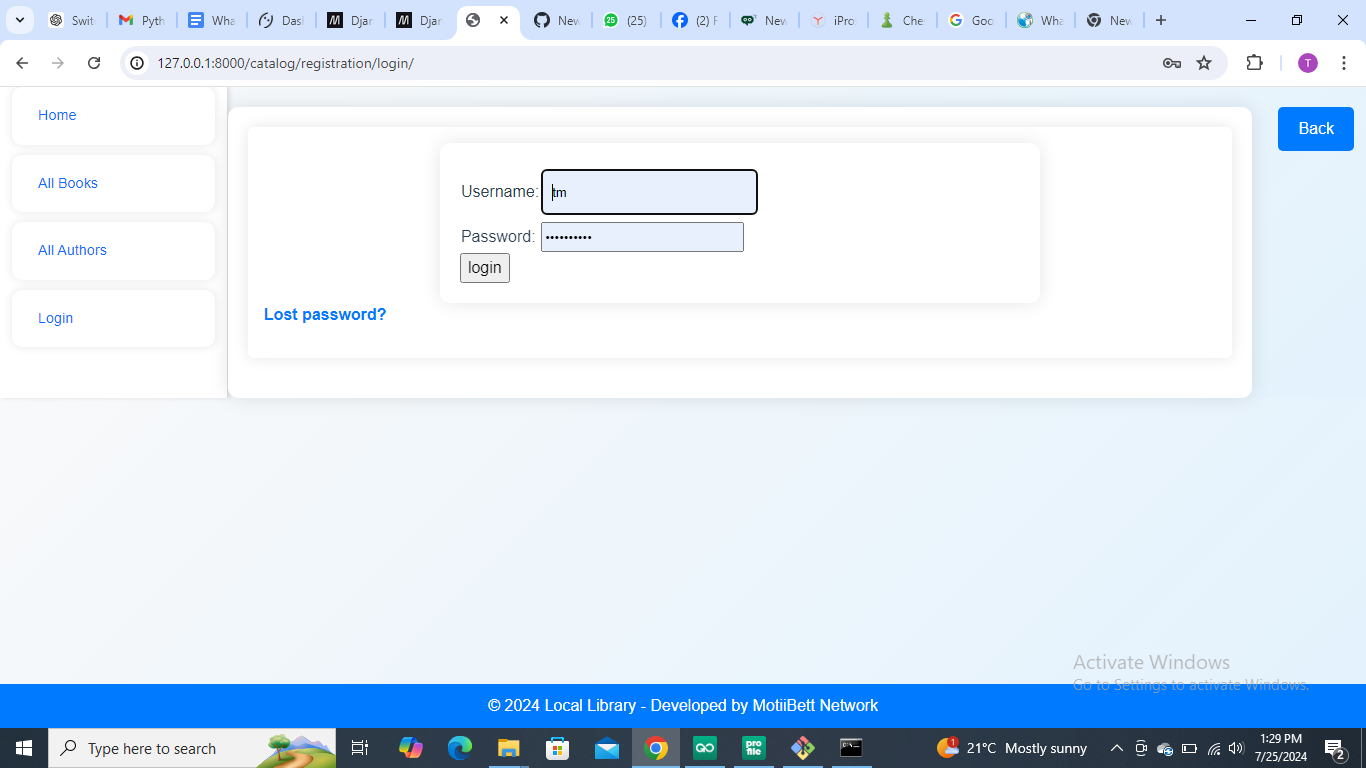 Swit
Pyth
Wha
Dasl
Djar
Djar
New
(25)
(2) F
New
iPro
Che
Goo
Wha
New
127.0.0.1:8000/catalog/registration/login/
T
Home
All Books
All Authors
Login
Back
Username: tm
Password: ••••••••••
login
Lost password?
Activate Windows
Go to Settings to activate Windows.
© 2024 Local Library - Developed by MotiiBett Network
Type here to search
pro
file
1
21°C Mostly sunny
1:29 PM
7/25/2024
2